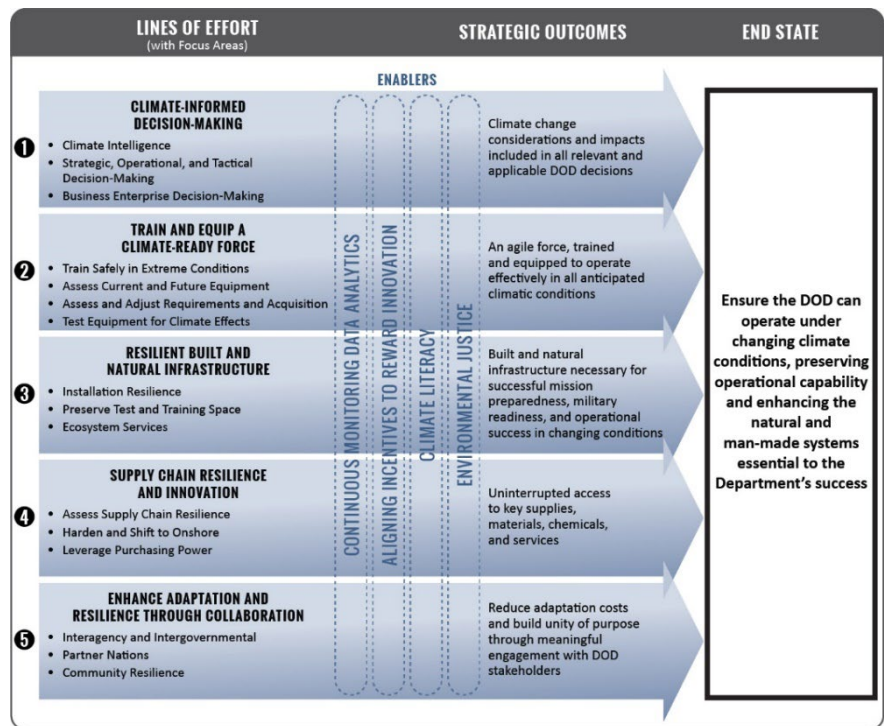 LINES OF EFFORT
(with Focus Areas)
STRATEGIC OUTCOMES
END STATE
ENABLERS
CONTINUOUS MONITORING DATA ANALYTICS
ALIGNING INCENTIVES TO REWARD INNOVATION
CLIMATE LITERACY
ENVIRONMENTAL JUSTICE
1
CLIMATE-INFORMED
DECISION-MAKING
• Climate Intelligence
• Strategic, Operational, and Tactical
Decision-Making
• Business Enterprise Decision-Making
Climate change
considerations and impacts
included in all relevant and
applicable DOD decisions
2
TRAIN AND EQUIP A
CLIMATE-READY FORCE
• Train Safely in Extreme Conditions
• Assess Current and Future Equipment
• Assess and Adjust Requirements and Acquisition
• Test Equipment for Climate Effects
An agile force, trained
and equipped to operate
effectively in all anticipated
climatic conditions
3
RESILIENT BUILT AND
NATURAL INFRASTRUCTURE
• Installation Resilience
• Preserve Test and Training Space
• Ecosystem Services
Built and natural
infrastructure necessary for
successful mission
preparedness, military
readiness, and operational
success in changing conditions
4
SUPPLY CHAIN RESILIENCE
AND INNOVATION
• Assess Supply Chain Resilience
• Harden and Shift to Onshore
• Leverage Purchasing Power
Uninterrupted access
to key supplies,
materials, chemicals,
and services
5
ENHANCE ADAPTATION AND
RESILIENCE THROUGH COLLABORATION
• Interagency and Intergovernmental
• Partner Nations
• Community Resilience
Reduce adaptation costs
and build unity of purpose
through meaningful
engagement with DOD
stakeholders
Ensure the DOD can
operate under
changing climate
conditions, preserving
operational capability
and enhancing the
natural and
man-made systems
essential to the
Department's success